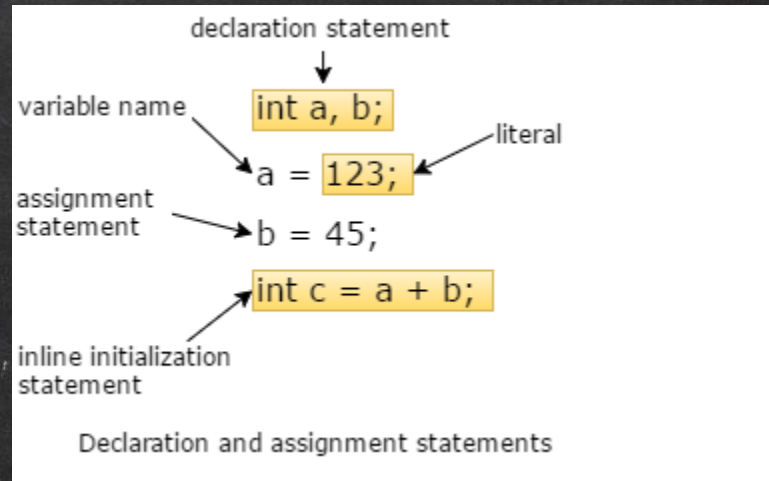 declaration statement
variable name
int a, b;
literal
a = 123;
assignment
statement
b = 45;
int c = a + b;
inline initialization
statement
Declaration and assignment statements